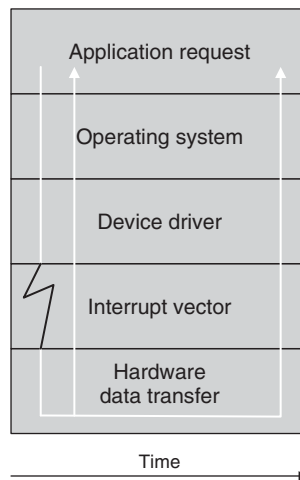 Application request
Operating system
Device driver
Interrupt vector
Hardware
data transfer
Time